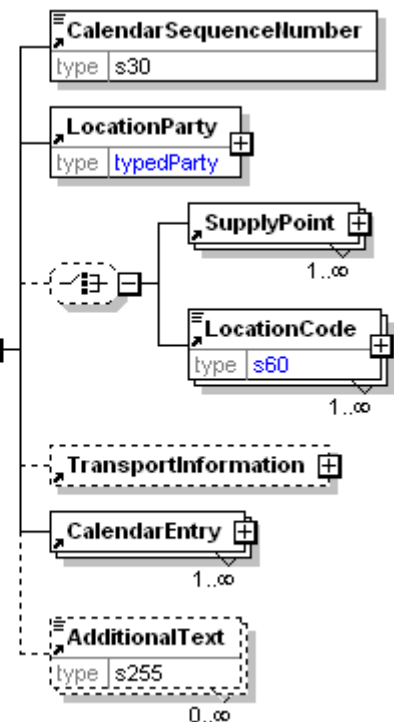 CalendarSequenceNumber
type s30
LocationParty
type typedParty
SupplyPoint
1..∞
LocationCode
type s60
1..∞
TransportInformation
CalendarEntry
1..∞
AdditionalText
type s255
0..∞